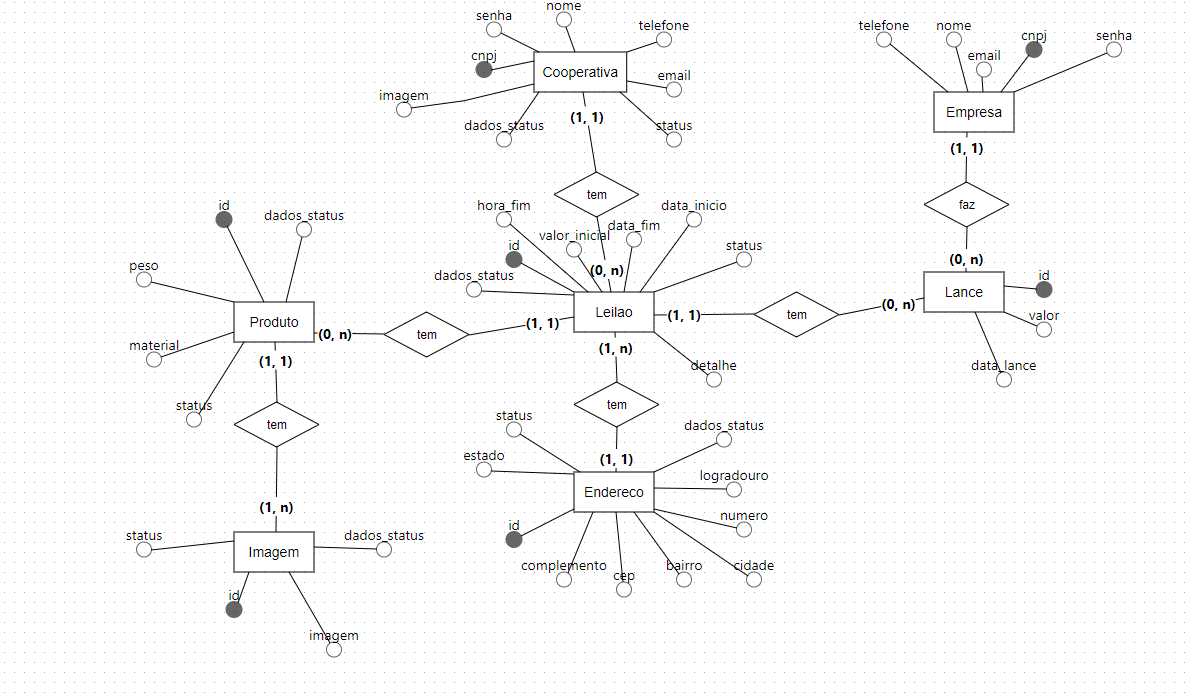 nome
senha
telefone
cnpj
Cooperativa
email
imagem
dados_status
status
(1, 1)
tem
telefone
nome
cnpj
senha
email
Empresa
(1, 1)
faz
(0, n)
Lance
id
valor
data_lance
hora_fim
data_inicio
valor_inicial
data_fim
id
status
dados_status
(0, n)
Leilao
(1, 1)
tem
(0, n)
detalhe
(1, n)
tem
(1, 1)
id
dados_status
peso
Produto
(0, n)
tem
(1, 1)
material
(1, 1)
status
tem
(1, n)
status
Imagem
dados_status
id
imagem
status
dados_status
estado
logradouro
Endereco
numero
id
complemento
cep
bairro
cidade